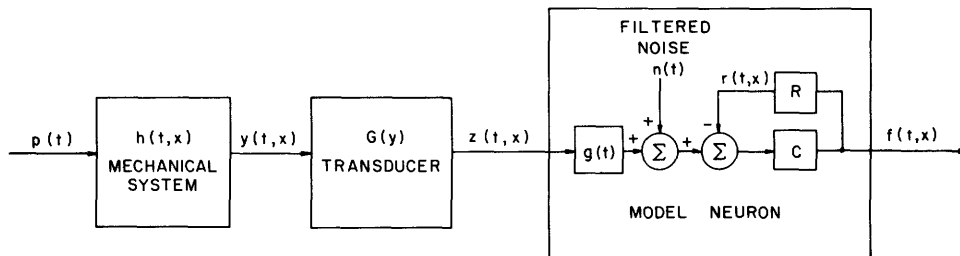 FILTERED
NOISE
n(t)
r(t,x)
R
p(t)
h(t,x)
MECHANICAL
SYSTEM
y(t,x)
G(y)
TRANSDUCER
z(t,x)
g(t)
+
+
Σ
+
-
Σ
C
f(t,x)
MODEL NEURON